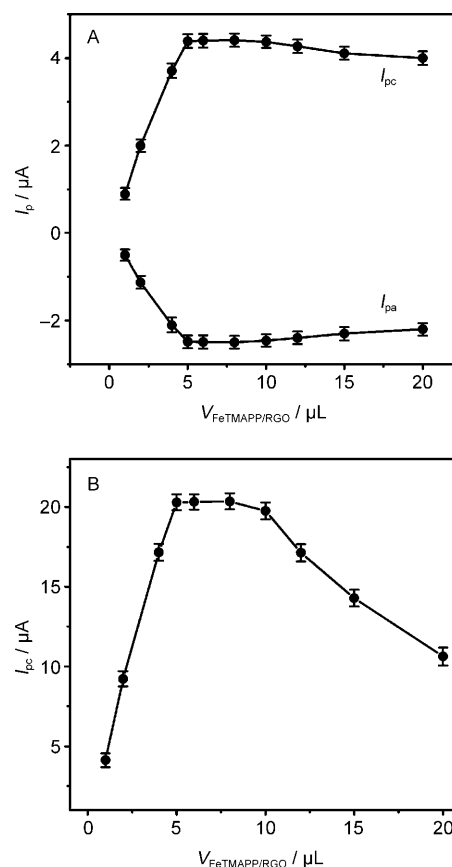 A
4
2
0
−2
I_p / μA
I_pc
I_pa
0 5 10 15 20
V_FeTMAPP/RGO / μL
B
20
15
10
5
I_pc / μA
0 5 10 15 20
V_FeTMAPP/RGO / μL